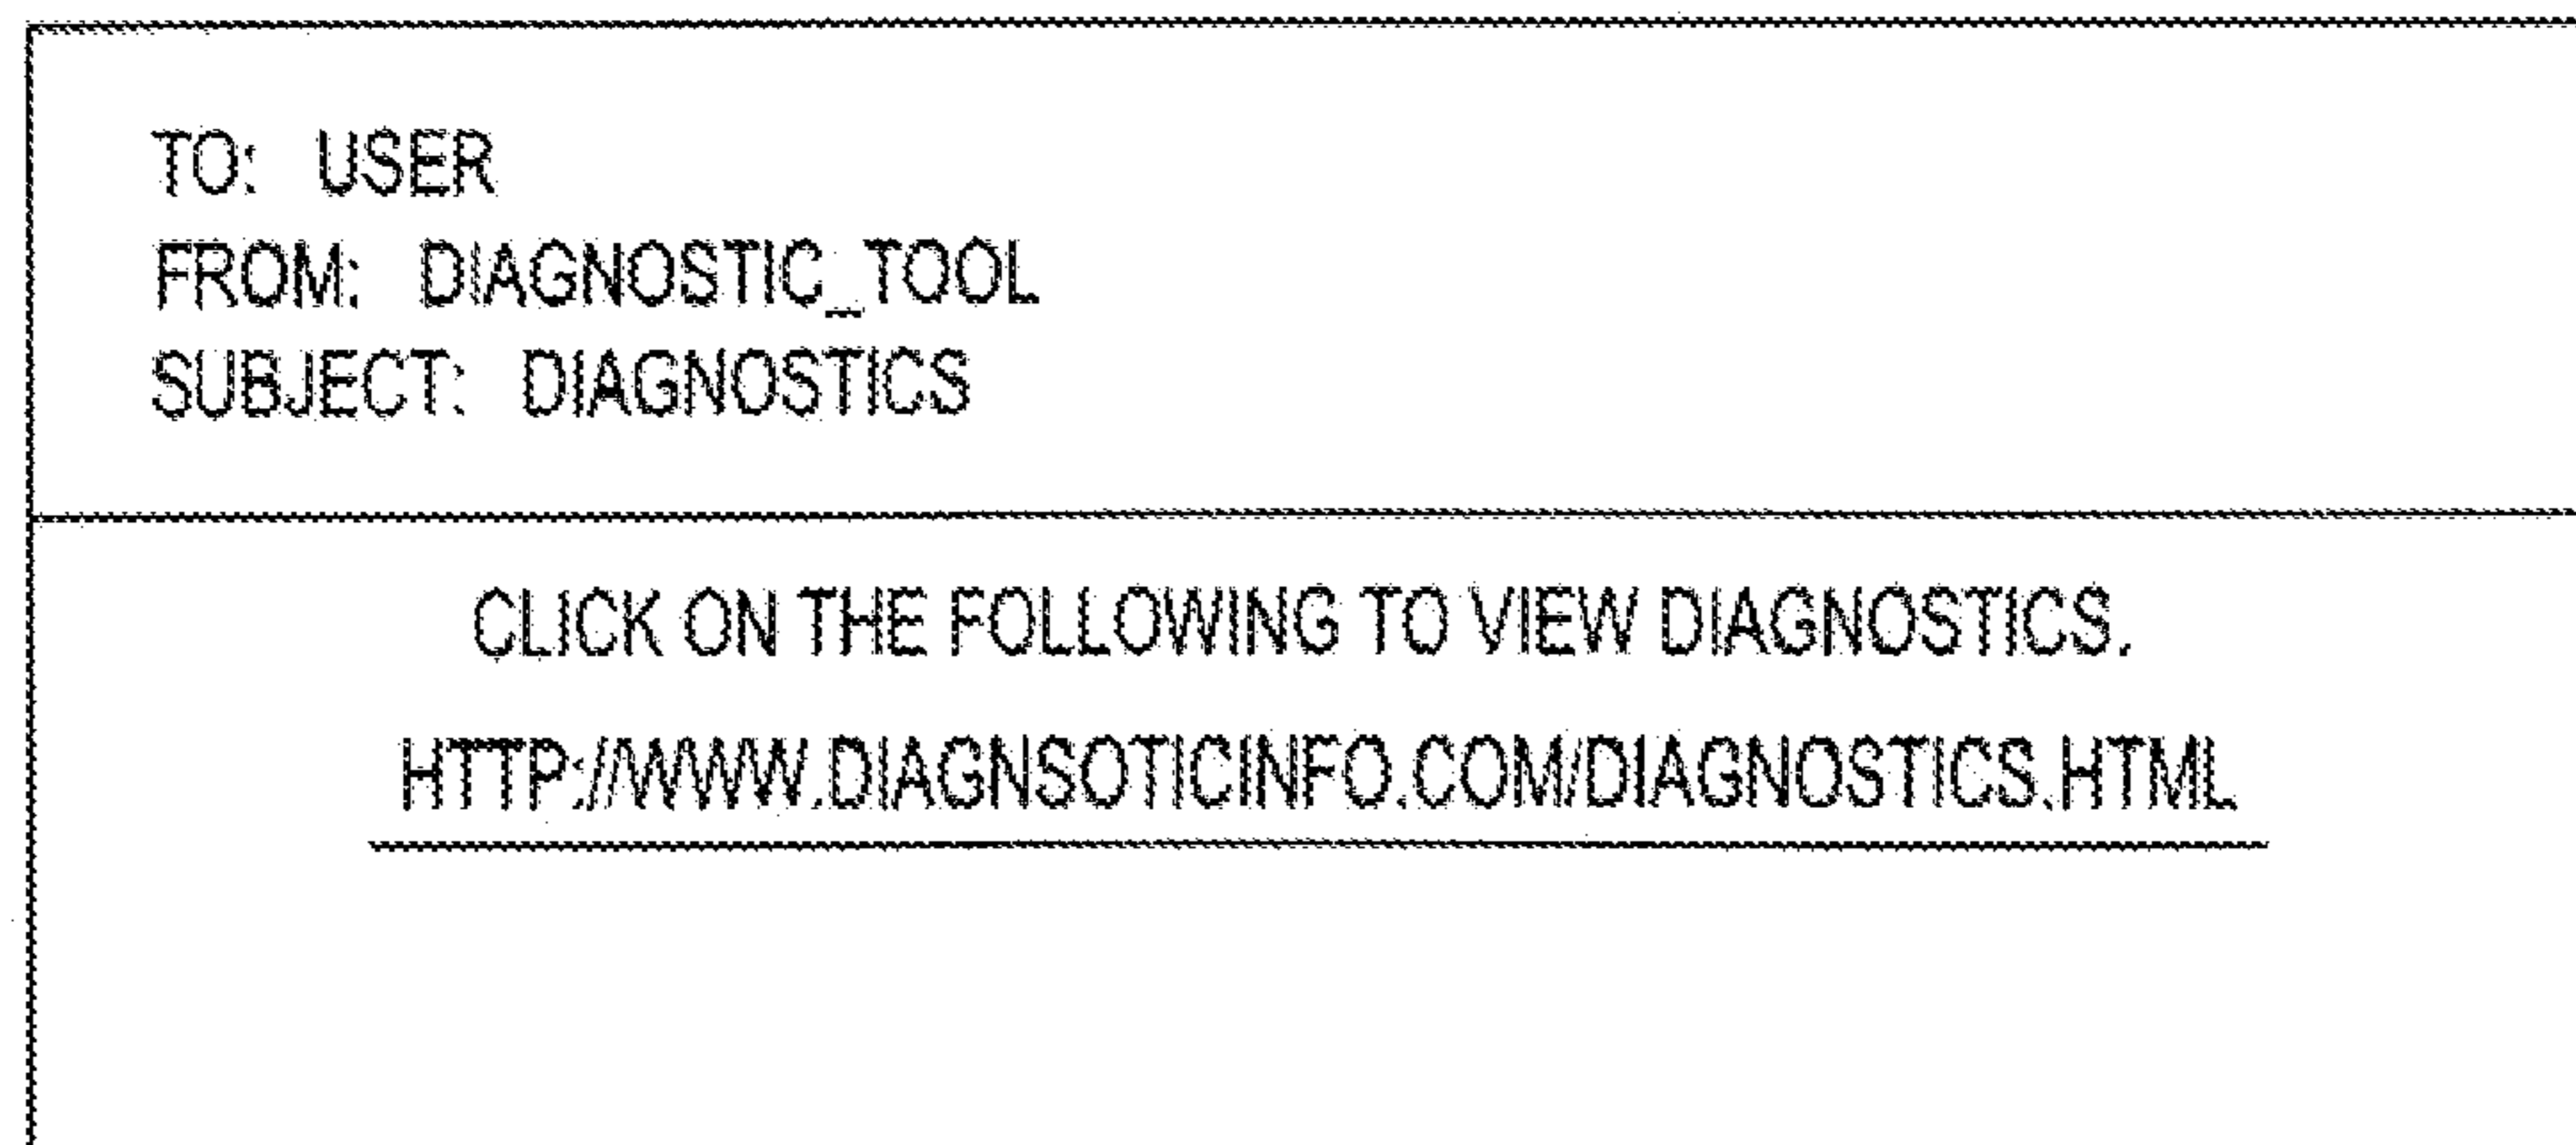 TO: USER
FROM: DIAGNOSTIC_TOOL
SUBJECT: DIAGNOSTICS
CLICK ON THE FOLLOWING TO VIEW DIAGNOSTICS.
HTTP://WWW.DIAGNSOTICINFO.COM/DIAGNOSTICS.HTML